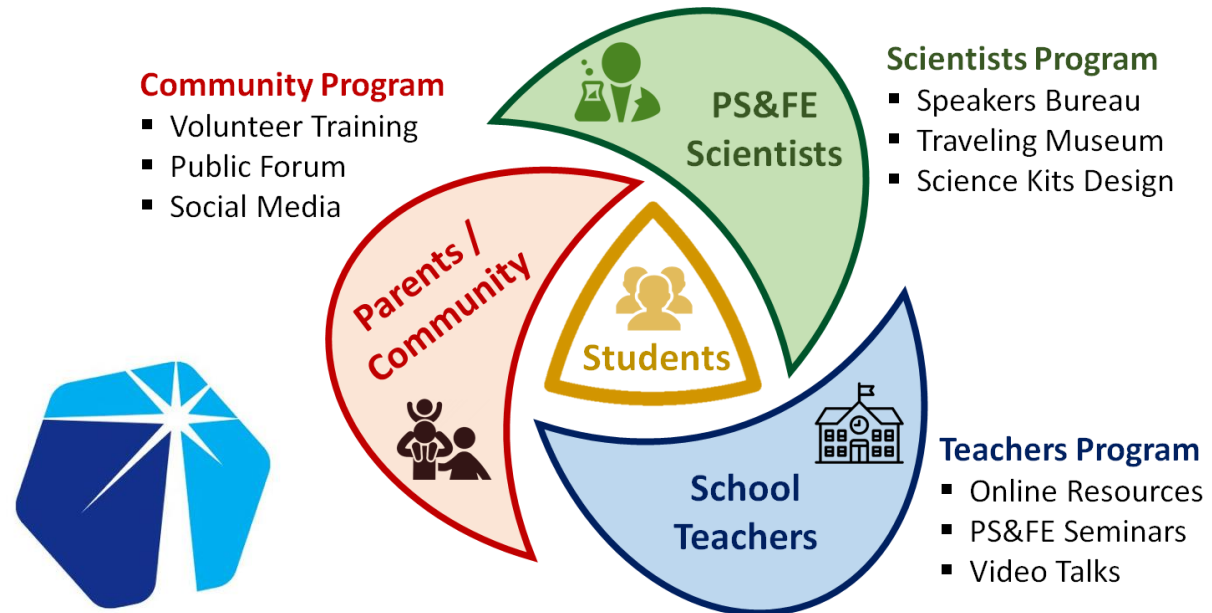 Community Program
▪ Volunteer Training
▪ Public Forum
▪ Social Media
PS&FE
Scientists
Scientists Program
▪ Speakers Bureau
▪ Traveling Museum
▪ Science Kits Design
Parents /
Community
Students
School
Teachers
Teachers Program
▪ Online Resources
▪ PS&FE Seminars
▪ Video Talks